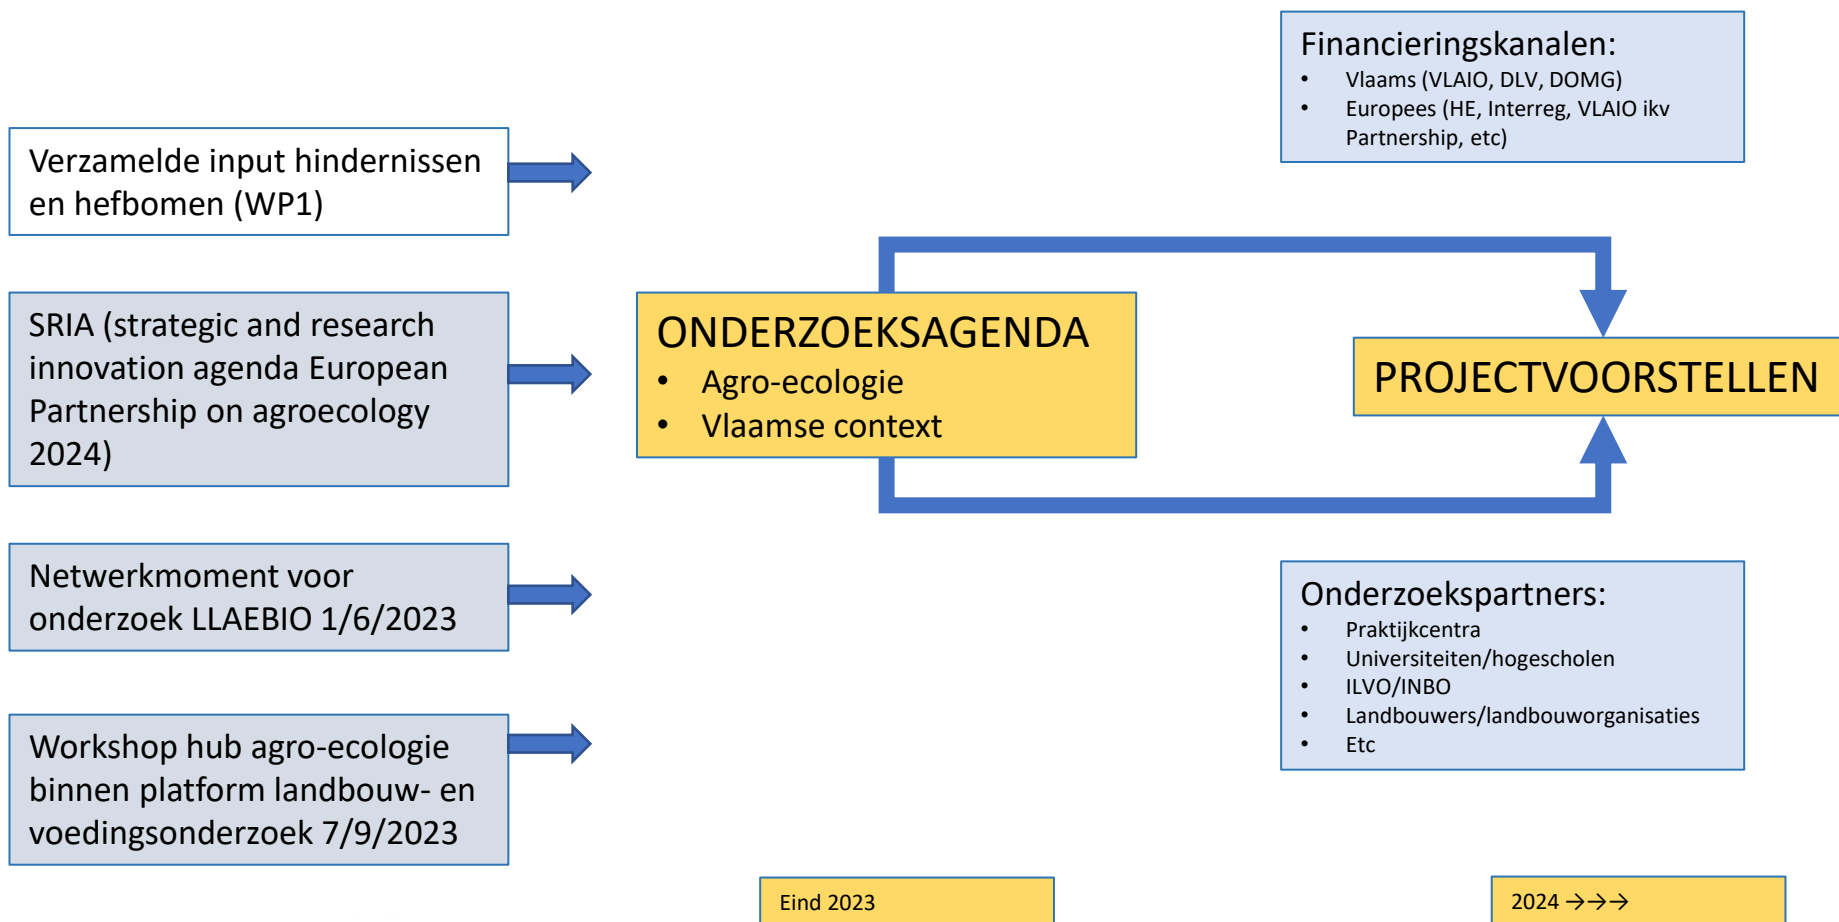 Verzamelde input hindernissen
en hefbomen (WP1)
SRIA (strategic and research
innovation agenda European
Partnership on agroecology
2024)
Netwerkmoment voor
onderzoek LLAEBIO 1/6/2023
Workshop hub agro-ecologie
binnen platform landbouw- en
voedingsonderzoek 7/9/2023
ONDERZOEKSAGENDA
• Agro-ecologie
• Vlaamse context
Eind 2023
Financieringskanalen:
• Vlaams (VLAIO, DLV, DOMG)
• Europees (HE, Interreg, VLAIO ikv
Partnership, etc)
PROJECTVOORSTELLEN
Onderzoekspartners:
• Praktijkcentra
• Universiteiten/hogescholen
• ILVO/INBO
• Landbouwers/landbouworganisaties
• Etc
2024 →→→